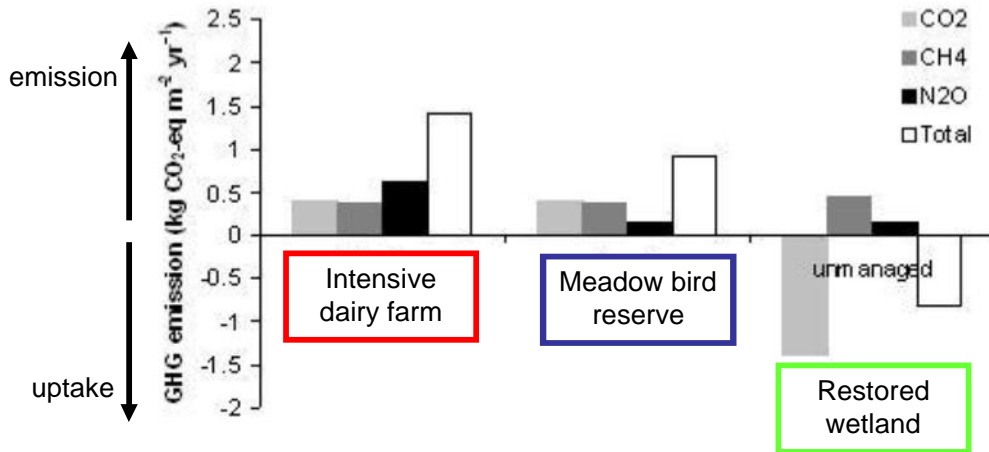 emission
uptake
GHG emission (kg CO₂-eq m⁻² yr⁻¹)
2.5
2
1.5
1
0.5
0
-0.5
-1
-1.5
-2
CO2
CH4
N2O
Total
Intensive
dairy farm
Meadow bird
reserve
unmanaged
Restored
wetland